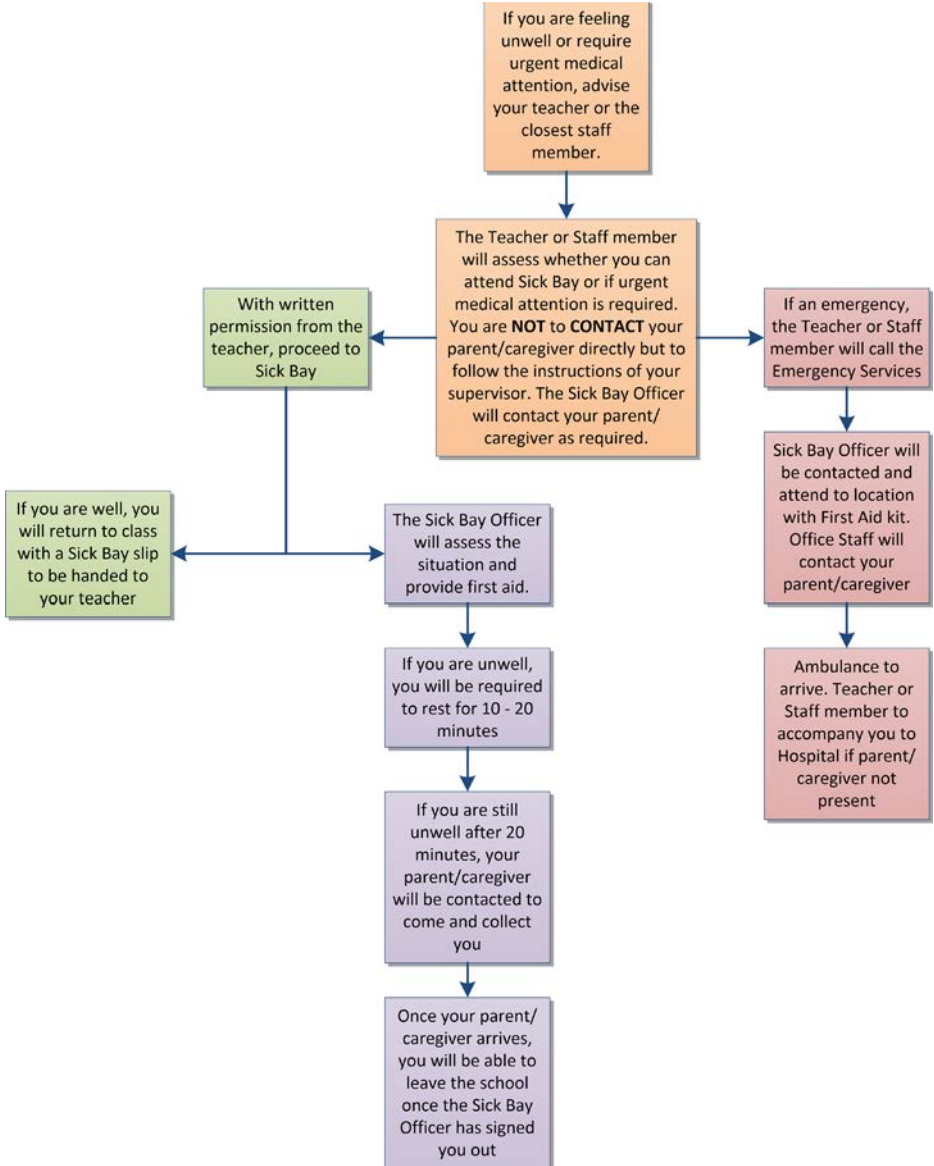 If you are feeling
unwell or require
urgent medical
attention, advise
your teacher or the
closest staff
member.
The Teacher or Staff member
will assess whether you can
attend Sick Bay or if urgent
medical attention is required.
You are NOT to CONTACT your
parent/caregiver directly but to
follow the instructions of your
supervisor. The Sick Bay Officer
will contact your parent/
caregiver as required.
With written
permission from the
teacher, proceed to
Sick Bay
If an emergency,
the Teacher or Staff
member will call the
Emergency Services
Sick Bay Officer will
be contacted and
attend to location
with First Aid kit.
Office Staff will
contact your
parent/caregiver
If you are well, you
will return to class
with a Sick Bay slip
to be handed to
your teacher
The Sick Bay Officer
will assess the
situation and
provide first aid.
If you are unwell,
you will be required
to rest for 10 - 20
minutes
Ambulance to
arrive. Teacher or
Staff member to
accompany you to
Hospital if parent/
caregiver not
present
If you are still
unwell after 20
minutes, your
parent/caregiver
will be contacted to
come and collect
you
Once your parent/
caregiver arrives,
you will be able to
leave the school
once the Sick Bay
Officer has signed
you out